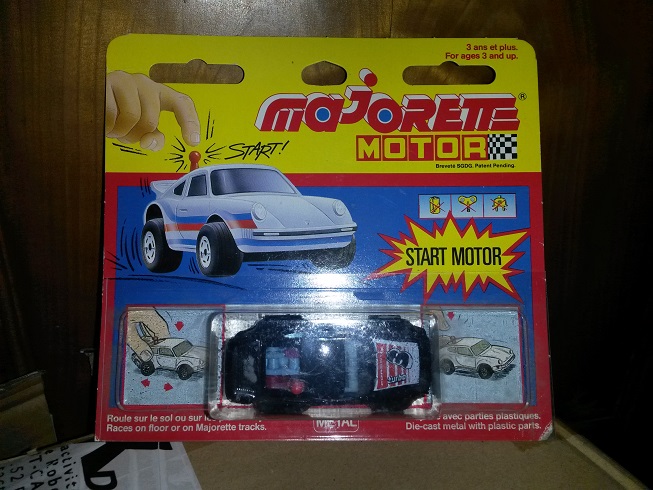 3 ans et plus.
For ages 3 and up.
MAJORETTE®
MOTOR
Breveté SGDG. Patent Pending.
START!
START MOTOR
Roule sur le sol ou sur
Races on floor or on Majorette tracks.
METAL
avec parties plastiques.
Die-cast metal with plastic parts.